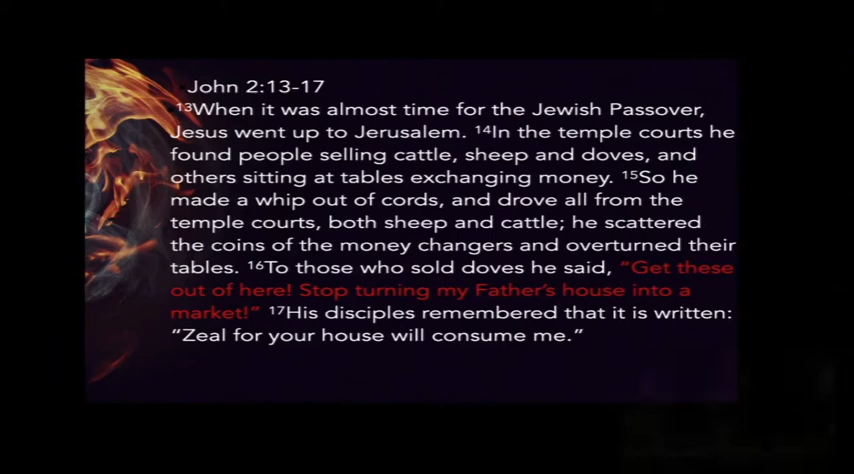 John 2:13-17
¹³When it was almost time for the Jewish Passover,
Jesus went up to Jerusalem. ¹⁴In the temple courts he
found people selling cattle, sheep and doves, and
others sitting at tables exchanging money. ¹⁵So he
made a whip out of cords, and drove all from the
temple courts, both sheep and cattle; he scattered
the coins of the money changers and overturned their
tables. ¹⁶To those who sold doves he said, “Get these
out of here! Stop turning my Father’s house into a
market!” ¹⁷His disciples remembered that it is written:
“Zeal for your house will consume me.”